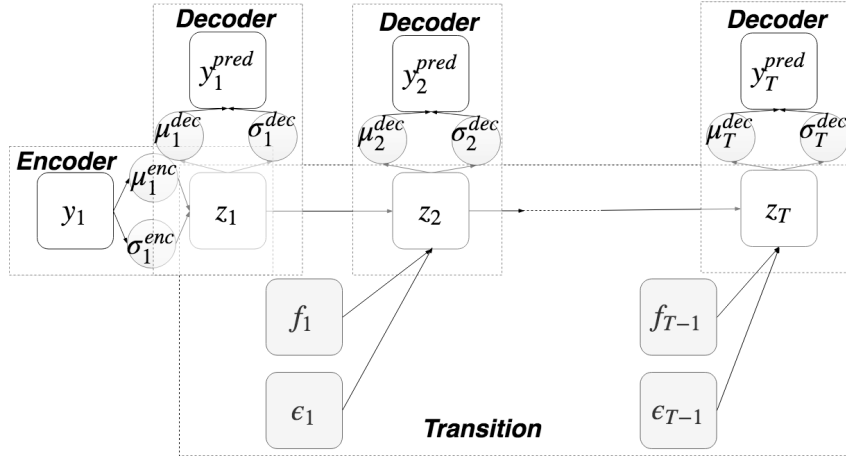 Decoder Decoder Decoder
y_1^{pred} y_2^{pred} y_T^{pred}
μ_1^{dec} σ_1^{dec} μ_2^{dec} σ_2^{dec} μ_T^{dec} σ_T^{dec}
Encoder
μ_1^{enc}
y_1 z_1 z_2 z_T
σ_1^{enc}
f_1 f_{T−1}
ϵ_1 ϵ_{T−1}
Transition